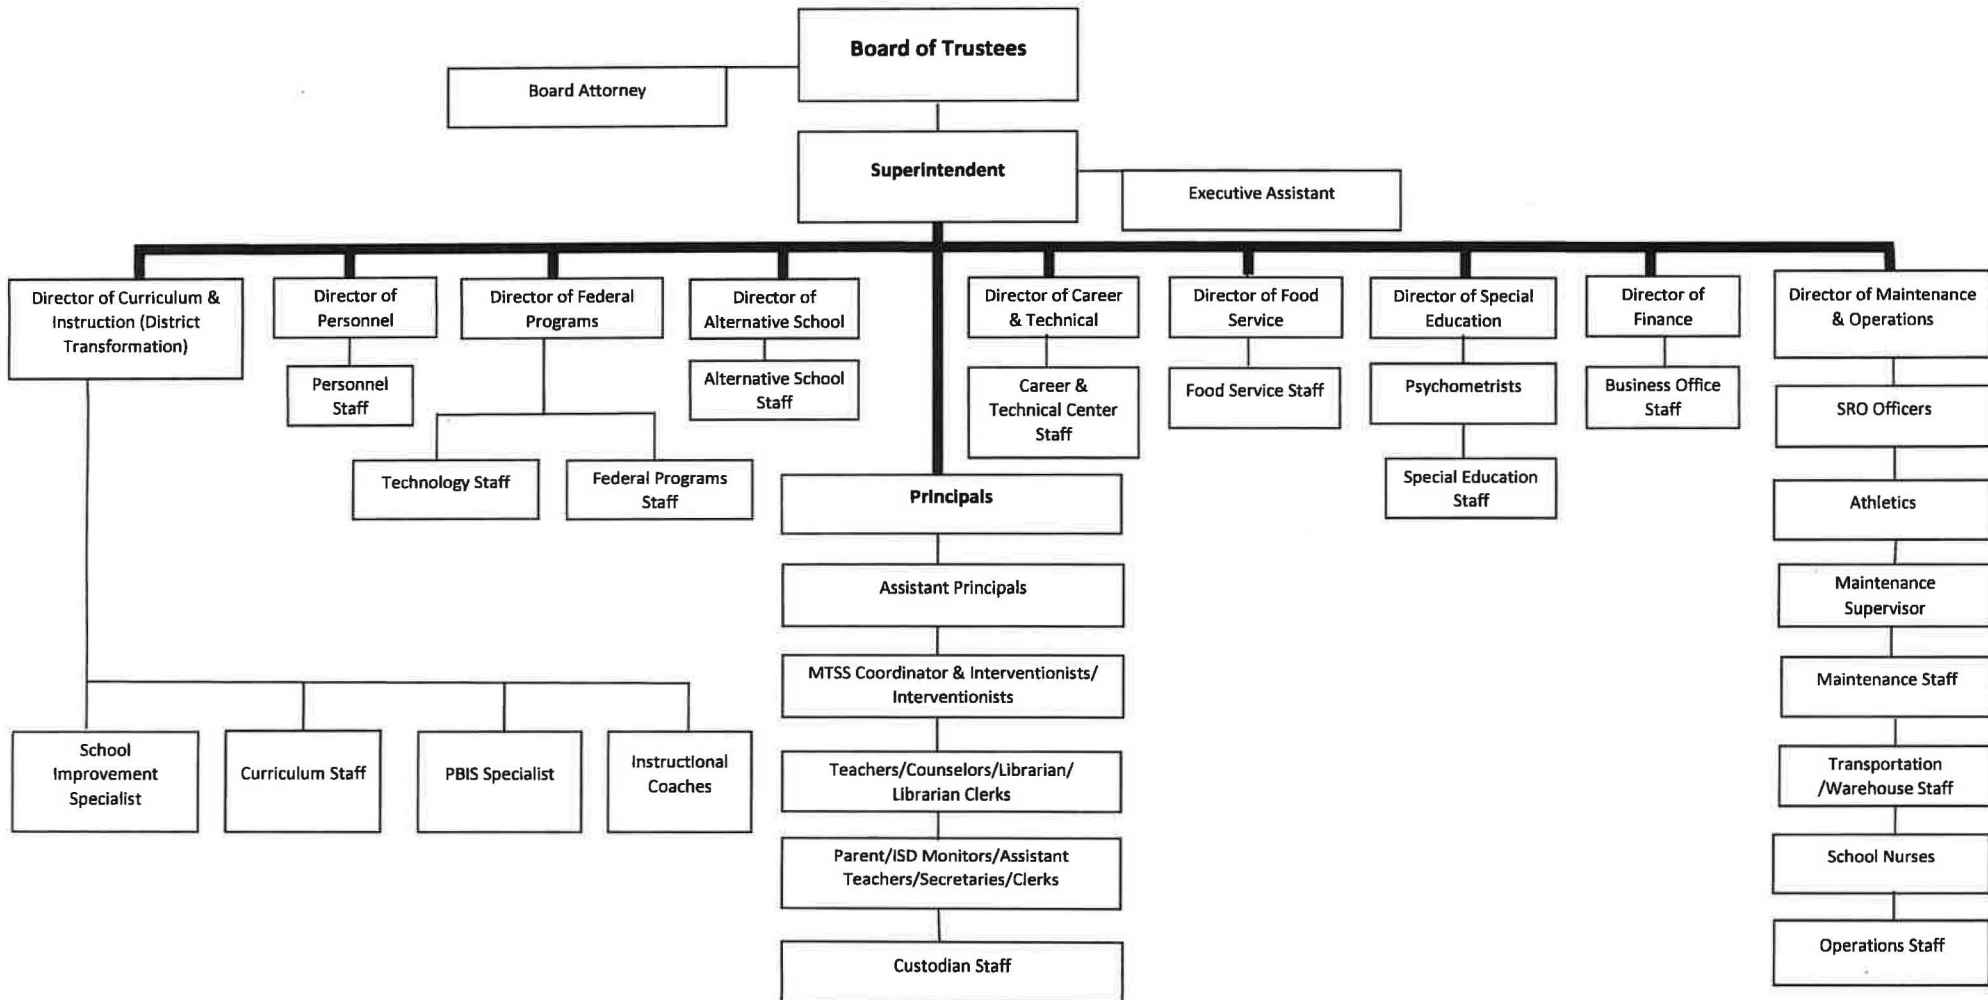 Board of Trustees
Board Attorney
Superintendent
Executive Assistant
Director of Curriculum &
Instruction (District
Transformation)
Director of
Personnel
Director of Federal
Programs
Director of
Alternative School
Director of Career
& Technical
Director of Food
Service
Director of Special
Education
Director of
Finance
Director of Maintenance
& Operations
Personnel
Staff
Alternative School
Staff
Career &
Technical Center
Staff
Food Service Staff
Psychometrists
Business Office
Staff
SRO Officers
Technology Staff
Federal Programs
Staff
Principals
Special Education
Staff
Athletics
Assistant Principals
Maintenance
Supervisor
MTSS Coordinator & Interventionists/
Interventionists
Maintenance Staff
School
Improvement
Specialist
Curriculum Staff
PBIS Specialist
Instructional
Coaches
Teachers/Counselors/Librarian/
Librarian Clerks
Transportation
/Warehouse Staff
Parent/ISD Monitors/Assistant
Teachers/Secretaries/Clerks
School Nurses
Custodian Staff
Operations Staff